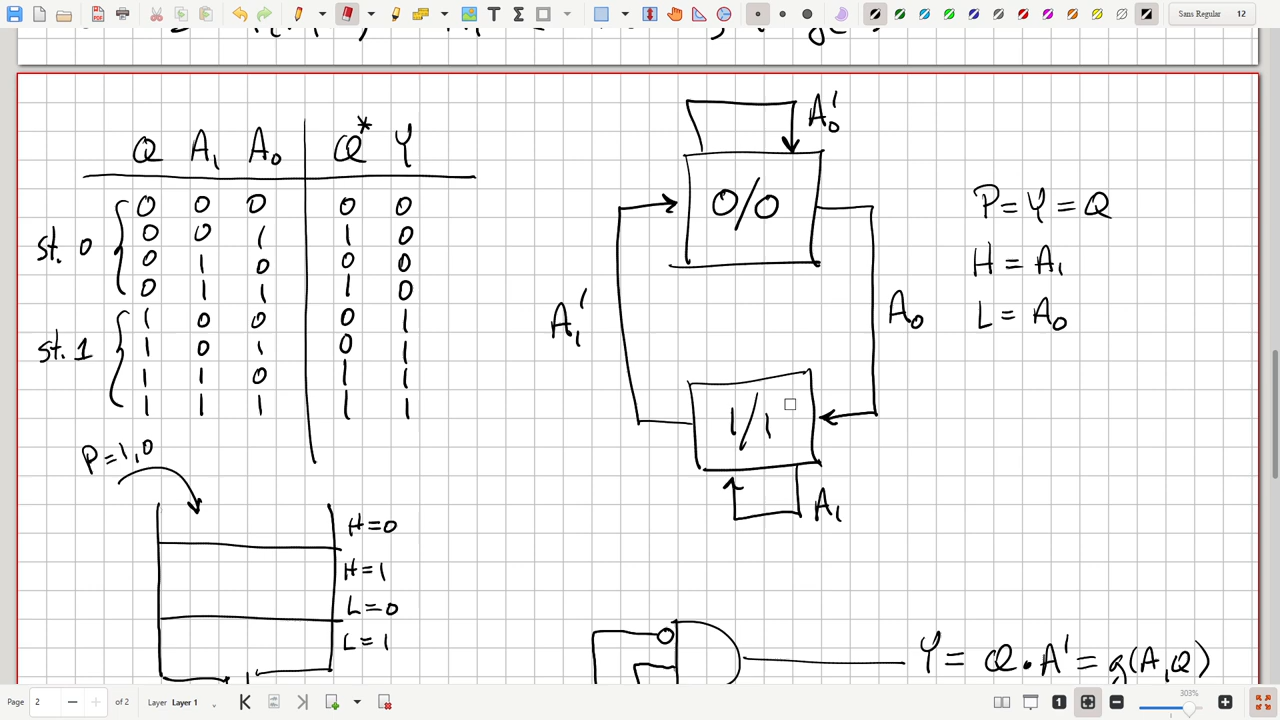 Sans Regular 12
Q A₁ A₀ Q* Y
st. 0
0 0 0 0 0
0 0 1 1 0
0 1 0 0 0
0 1 1 1 0
st. 1
1 0 0 0 1
1 0 1 0 1
1 1 0 1 1
1 1 1 1 1
A₀'
0/0
A₁'
A₀
1/1
A₁
P = Y = Q
H = A₁
L = A₀
P=1,0
H=0
H=1
L=0
L=1
Y = Q • A' = g(A,Q)
Page 2 of 2 Layer Layer 1
1
303%